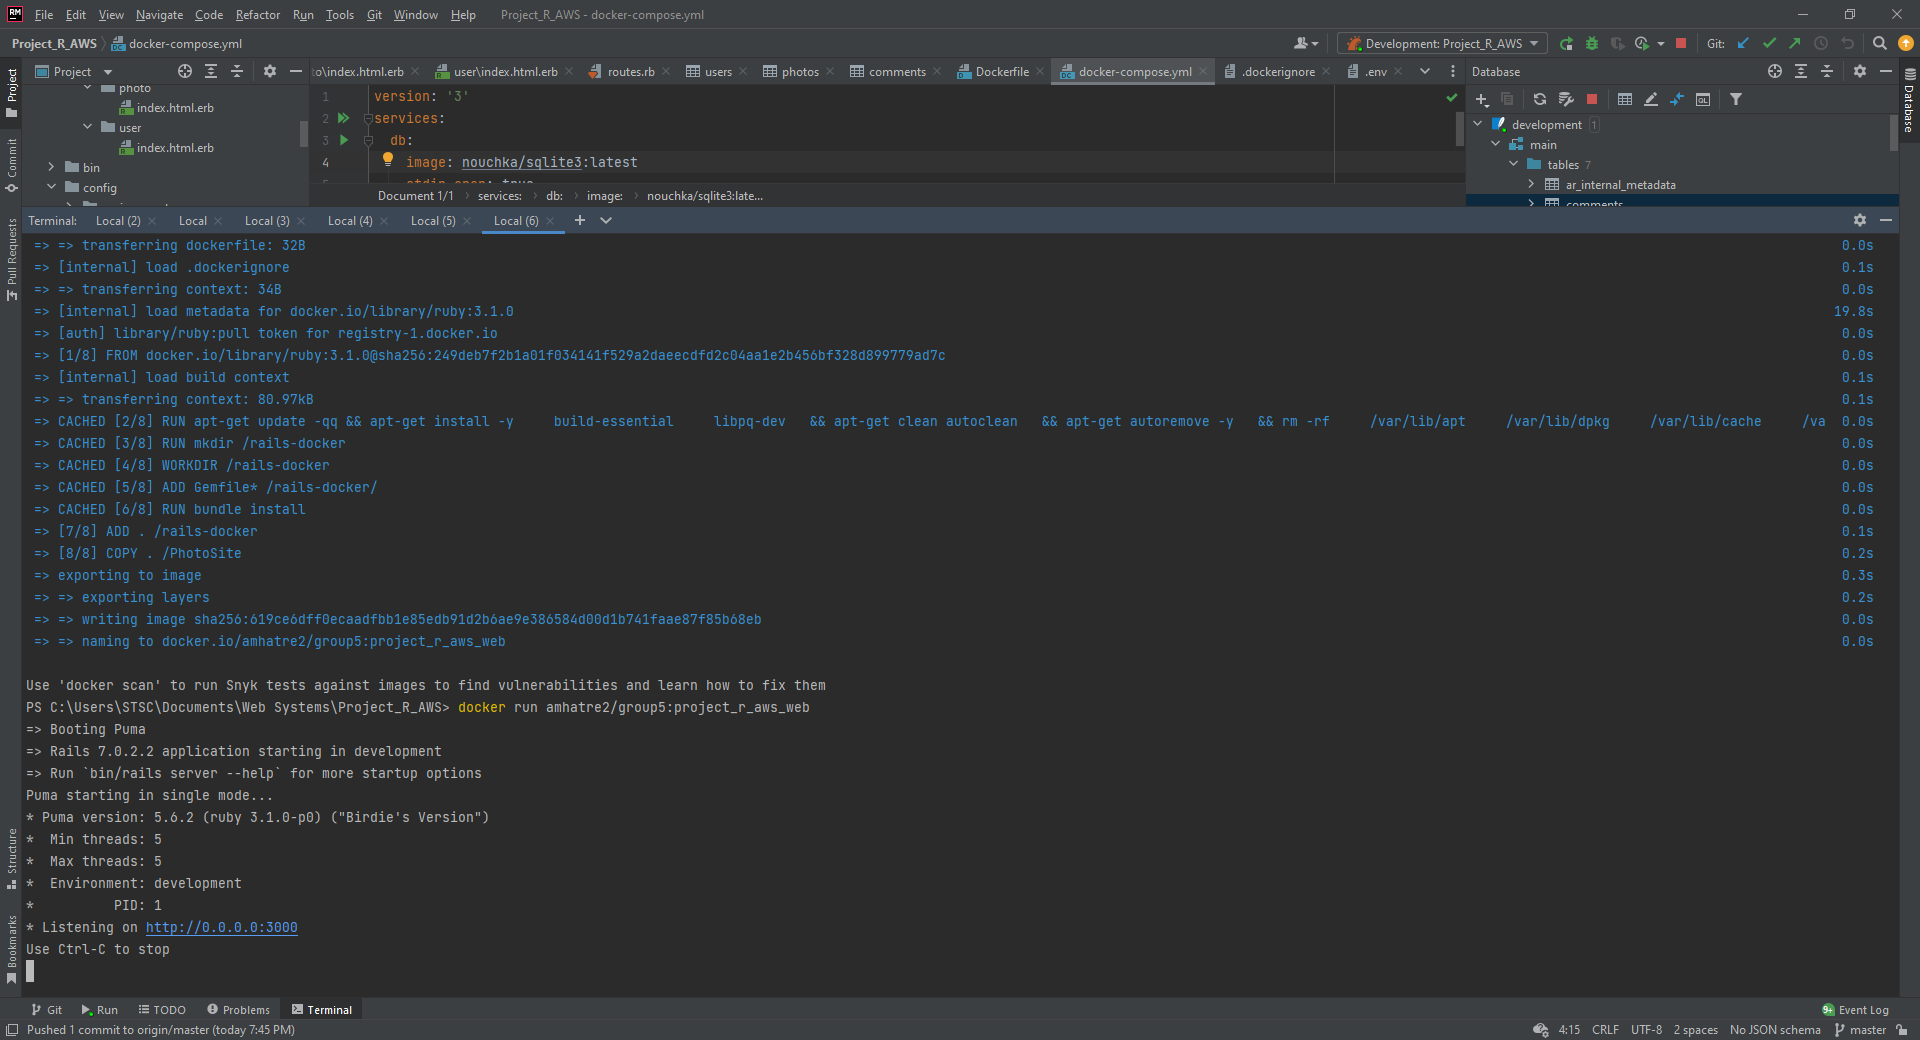 RM File Edit View Navigate Code Refactor Run Tools Git Window Help Project_R_AWS - docker-compose.yml
Project_R_AWS docker-compose.yml Development: Project_R_AWS Git:
Project to\index.html.erb user\index.html.erb routes.rb users photos comments Dockerfile docker-compose.yml .dockerignore .env Database
Project
Commit
Pull Requests
Structure
Bookmarks
Database
photo
index.html.erb
user
index.html.erb
bin
config
1 version: '3'
2 services:
3 db:
4 image: nouchka/sqlite3:latest
stdin_open: true
Document 1/1 services: db: image: nouchka/sqlite3:late...
development 1
main
tables 7
ar_internal_metadata
comments
Terminal: Local (2) Local Local (3) Local (4) Local (5) Local (6)
=> => transferring dockerfile: 32B 0.0s
=> [internal] load .dockerignore 0.1s
=> => transferring context: 34B 0.0s
=> [internal] load metadata for docker.io/library/ruby:3.1.0 19.8s
=> [auth] library/ruby:pull token for registry-1.docker.io 0.0s
=> [1/8] FROM docker.io/library/ruby:3.1.0@sha256:249deb7f2b1a01f034141f529a2daeecdfd2c04aa1e2b456bf328d899779ad7c 0.0s
=> [internal] load build context 0.1s
=> => transferring context: 80.97kB 0.1s
=> CACHED [2/8] RUN apt-get update -qq && apt-get install -y     build-essential     libpq-dev   && apt-get clean autoclean   && apt-get autoremove -y   && rm -rf     /var/lib/apt     /var/lib/dpkg     /var/lib/cache     /va 0.0s
=> CACHED [3/8] RUN mkdir /rails-docker 0.0s
=> CACHED [4/8] WORKDIR /rails-docker 0.0s
=> CACHED [5/8] ADD Gemfile* /rails-docker/ 0.0s
=> CACHED [6/8] RUN bundle install 0.0s
=> [7/8] ADD . /rails-docker 0.1s
=> [8/8] COPY . /PhotoSite 0.2s
=> exporting to image 0.3s
=> => exporting layers 0.2s
=> => writing image sha256:619ce6dff0ecaadfbb1e85edb91d2b6ae9e386584d00d1b741faae87f85b68eb 0.0s
=> => naming to docker.io/amhatre2/group5:project_r_aws_web 0.0s
Use 'docker scan' to run Snyk tests against images to find vulnerabilities and learn how to fix them
PS C:\Users\STSC\Documents\Web Systems\Project_R_AWS> docker run amhatre2/group5:project_r_aws_web
=> Booting Puma
=> Rails 7.0.2.2 application starting in development
=> Run `bin/rails server --help` for more startup options
Puma starting in single mode...
* Puma version: 5.6.2 (ruby 3.1.0-p0) ("Birdie's Version")
*  Min threads: 5
*  Max threads: 5
*  Environment: development
*          PID: 1
* Listening on http://0.0.0.0:3000
Use Ctrl-C to stop
Git Run TODO Problems Terminal 9+ Event Log
Pushed 1 commit to origin/master (today 7:45 PM) 4:15 CRLF UTF-8 2 spaces No JSON schema master